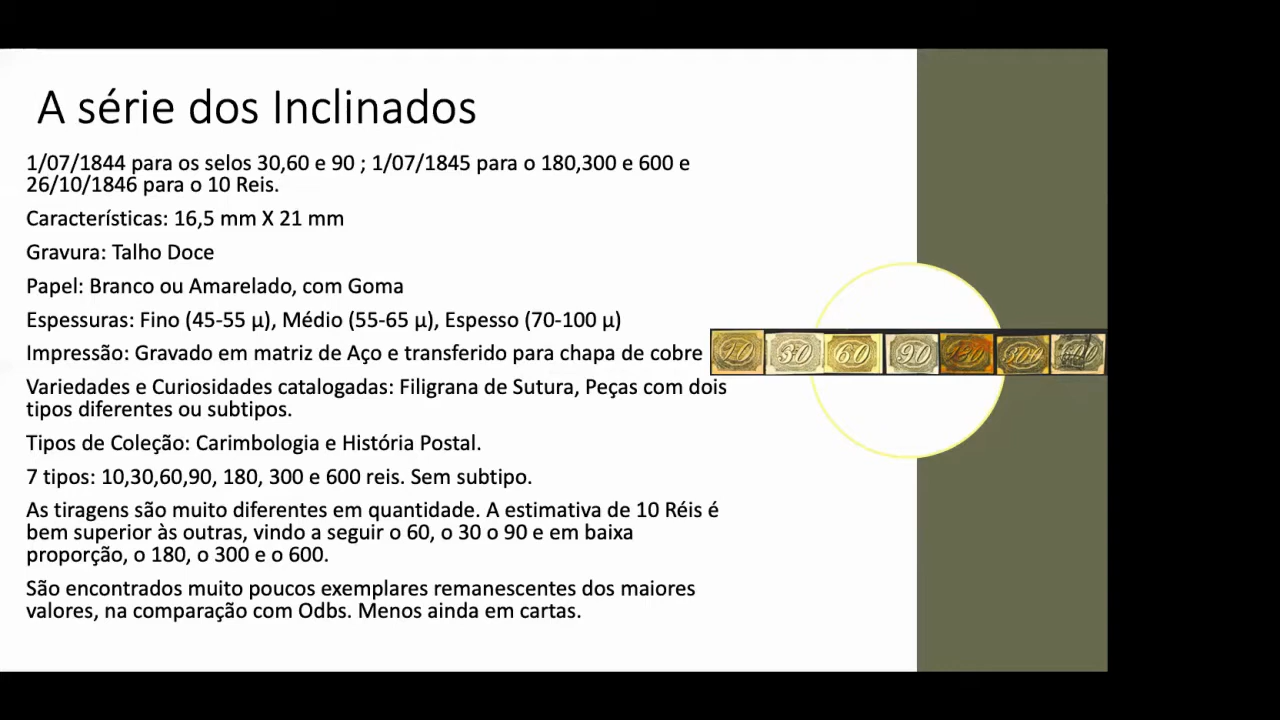 A série dos Inclinados
1/07/1844 para os selos 30,60 e 90 ; 1/07/1845 para o 180,300 e 600 e
26/10/1846 para o 10 Reis.
Características: 16,5 mm X 21 mm
Gravura: Talho Doce
Papel: Branco ou Amarelado, com Goma
Espessuras: Fino (45-55 µ), Médio (55-65 µ), Espesso (70-100 µ)
Impressão: Gravado em matriz de Aço e transferido para chapa de cobre
Variedades e Curiosidades catalogadas: Filigrana de Sutura, Peças com dois
tipos diferentes ou subtipos.
Tipos de Coleção: Carimbologia e História Postal.
7 tipos: 10,30,60,90, 180, 300 e 600 reis. Sem subtipo.
As tiragens são muito diferentes em quantidade. A estimativa de 10 Réis é
bem superior às outras, vindo a seguir o 60, o 30 o 90 e em baixa
proporção, o 180, o 300 e o 600.
São encontrados muito poucos exemplares remanescentes dos maiores
valores, na comparação com Odbs. Menos ainda em cartas.
10 30 60 90 180 300